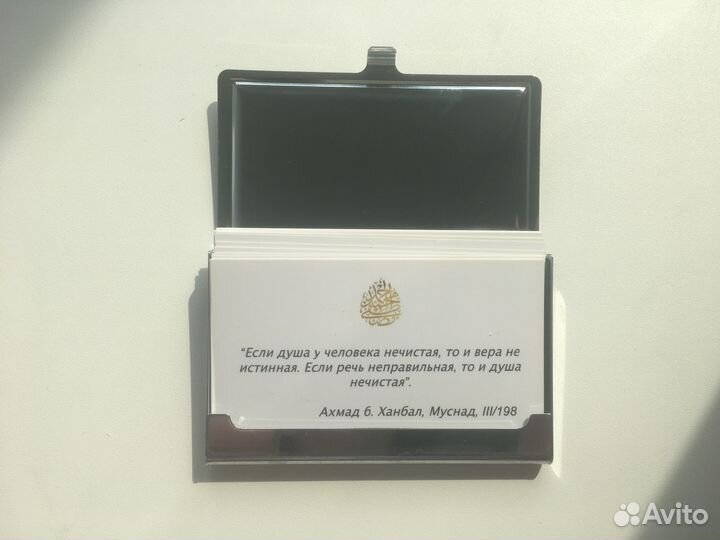 “Если душа у человека нечистая, то и вера не
истинная. Если речь неправильная, то и душа
нечистая”.
Ахмад б. Ханбал, Муснад, III/198
Avito